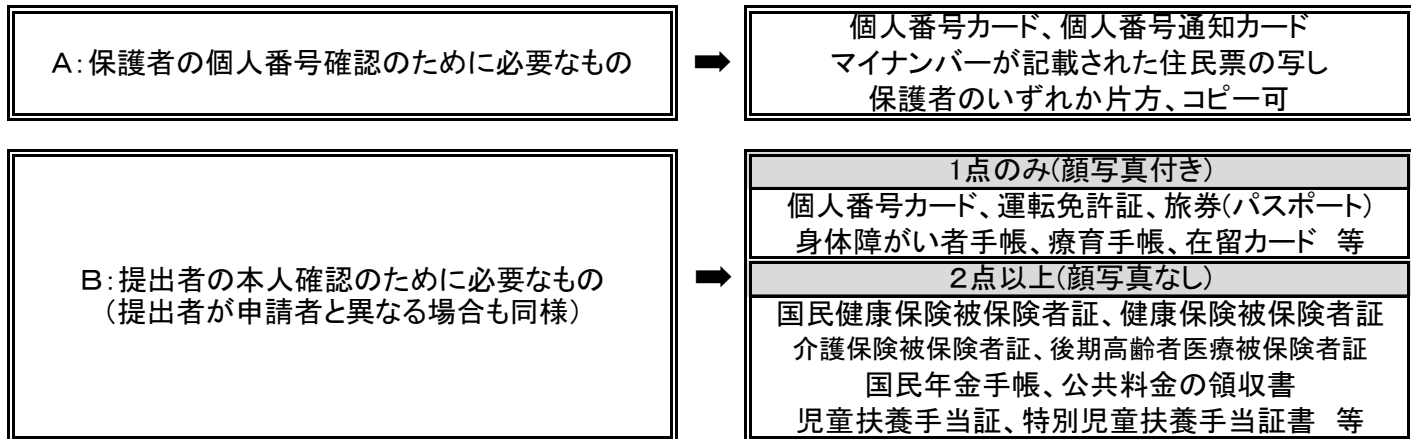 A:保護者の個人番号確認のために必要なもの
➡
個人番号カード、個人番号通知カード
マイナンバーが記載された住民票の写し
保護者のいずれか片方、コピー可
B:提出者の本人確認のために必要なもの
(提出者が申請者と異なる場合も同様)
➡
1点のみ(顔写真付き)
個人番号カード、運転免許証、旅券(パスポート)
身体障がい者手帳、療育手帳、在留カード 等
2点以上(顔写真なし)
国民健康保険被保険者証、健康保険被保険者証
介護保険被保険者証、後期高齢者医療被保険者証
国民年金手帳、公共料金の領収書
児童扶養手当証、特別児童扶養手当証書 等